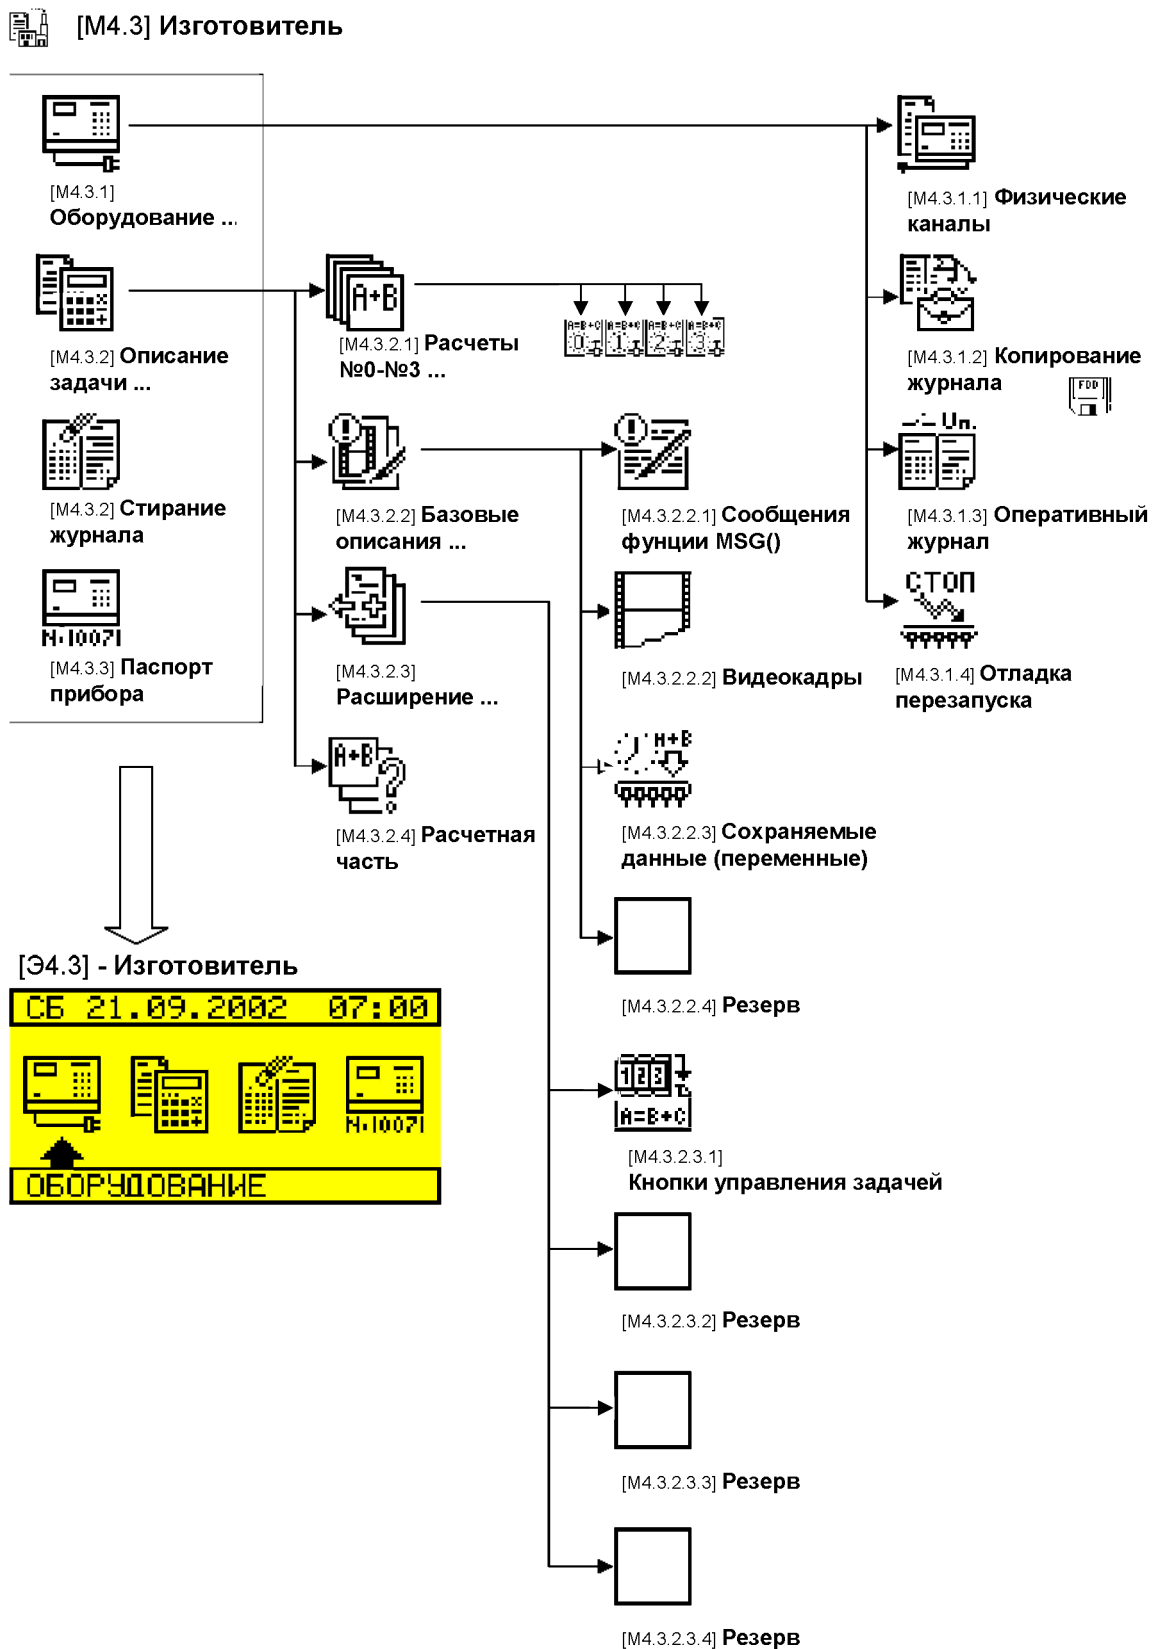 [М4.3] Изготовитель
[М4.3.1]
Оборудование ...
[М4.3.2] Описание
задачи ...
[М4.3.2] Стирание
журнала
№10071
[М4.3.3] Паспорт
прибора
A+B
[М4.3.2.1] Расчеты
№0-№3 ...
A=B+C A=B+C A=B+C A=B+C
0 1 2 3
[М4.3.2.2] Базовые
описания ...
[М4.3.2.3]
Расширение ...
A+B
?
[М4.3.2.4] Расчетная
часть
[М4.3.2.2.1] Сообщения
фунции MSG()
[М4.3.2.2.2] Видеокадры
A+B
[М4.3.2.2.3] Сохраняемые
данные (переменные)
[М4.3.2.2.4] Резерв
123
A=B+C
[М4.3.2.3.1]
Кнопки управления задачей
[М4.3.2.3.2] Резерв
[М4.3.2.3.3] Резерв
[М4.3.2.3.4] Резерв
[М4.3.1.1] Физические
каналы
[М4.3.1.2] Копирование
журнала
FDD
Uп.
[М4.3.1.3] Оперативный
журнал
СТОП
[М4.3.1.4] Отладка
перезапуска
[Э4.3] - Изготовитель
СБ 21.09.2002 07:00
№10071
ОБОРУДОВАНИЕ